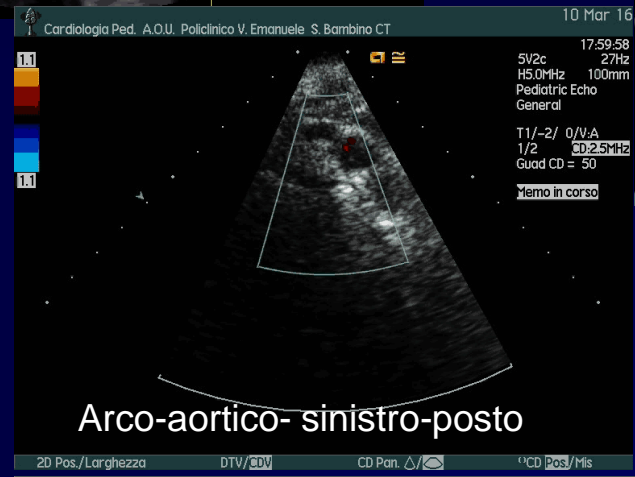 10 Mar 16
Cardiologia Ped. A.O.U. Policlinico V. Emanuele S. Bambino CT
17:59:58
1.1
5V2c 27Hz
H5.0MHz 100mm
Pediatric Echo
General
T1/-2/ 0/V:A
1/2 CD:2.5MHz
Guad CD = 50
1.1
Memo in corso
Arco-aortico- sinistro-posto
2D Pos./Larghezza DTV/CDV CD Pan. CD Pos./Mis